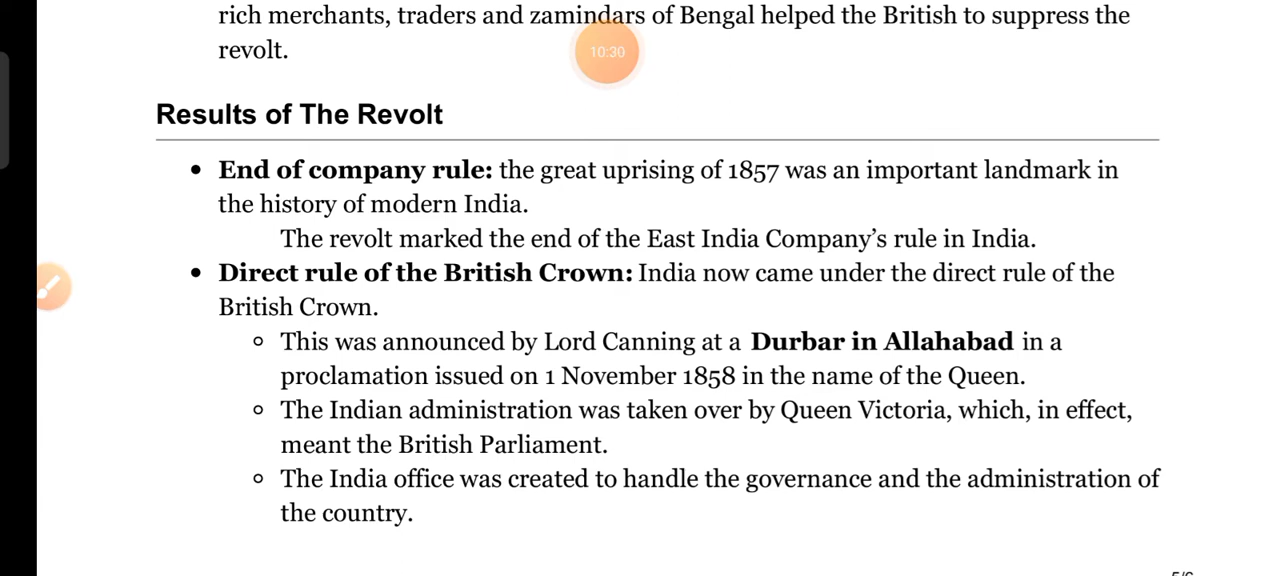 rich merchants, traders and zamindars of Bengal helped the British to suppress the
revolt.
10:30
Results of The Revolt
• End of company rule: the great uprising of 1857 was an important landmark in
the history of modern India.
The revolt marked the end of the East India Company’s rule in India.
• Direct rule of the British Crown: India now came under the direct rule of the
British Crown.
○ This was announced by Lord Canning at a Durbar in Allahabad in a
proclamation issued on 1 November 1858 in the name of the Queen.
○ The Indian administration was taken over by Queen Victoria, which, in effect,
meant the British Parliament.
○ The India office was created to handle the governance and the administration of
the country.